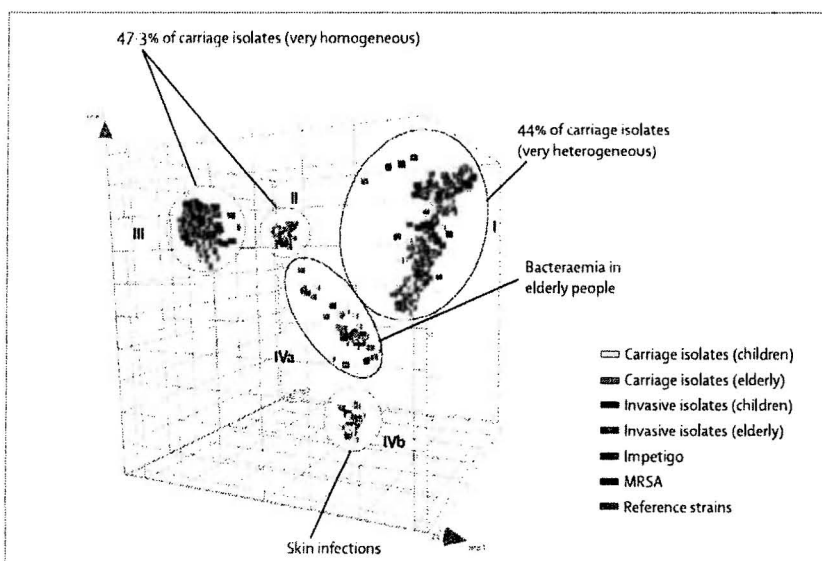 47·3% of carriage isolates (very homogeneous)
44% of carriage isolates
(very heterogeneous)
II
III
I
Bacteraemia in
elderly people
IVa
IVb
Skin infections
Carriage isolates (children)
Carriage isolates (elderly)
Invasive isolates (children)
Invasive isolates (elderly)
Impetigo
MRSA
Reference strains